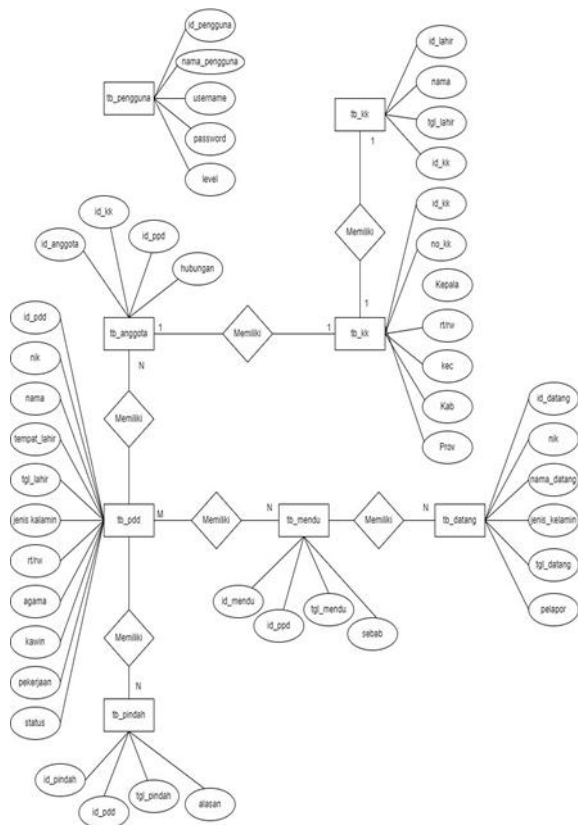 id_pengguna
nama_pengguna
tb_pengguna
username
password
level
id_lahir
nama
tb_kk
tgl_lahir
id_kk
1
Memiliki
1
id_kk
no_kk
Kepala
tb_kk
rt/rw
kec
Kab
Prov
id_kk
id_anggota
id_ppd
hubungan
tb_anggota
1
Memiliki
1
N
Memiliki
id_pdd
nik
nama
tempat_lahir
tgl_lahir
jenis kalamin
rt/rw
agama
kawin
pekerjaan
status
tb_pdd
M
Memiliki
N
tb_mendu
Memiliki
N
tb_datang
id_datang
nik
nama_datang
jenis_kelamin
tgl_datang
pelapor
id_mendu
id_ppd
tgl_mendu
sebab
Memiliki
N
tb_pindah
id_pindah
id_pdd
tgl_pindah
alasan